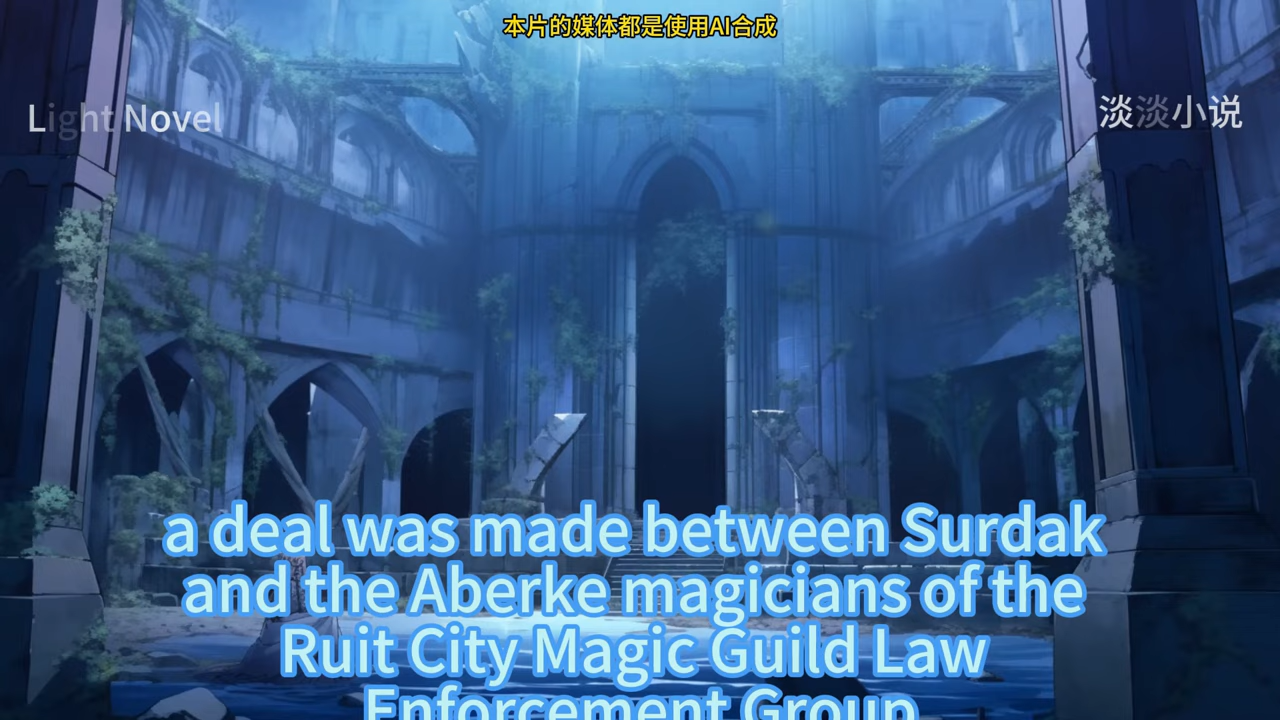 本片的媒体都是使用AI合成
Light Novel
淡淡小说
a deal was made between Surdak
and the Aberke magicians of the
Ruit City Magic Guild Law
Enforcement Group